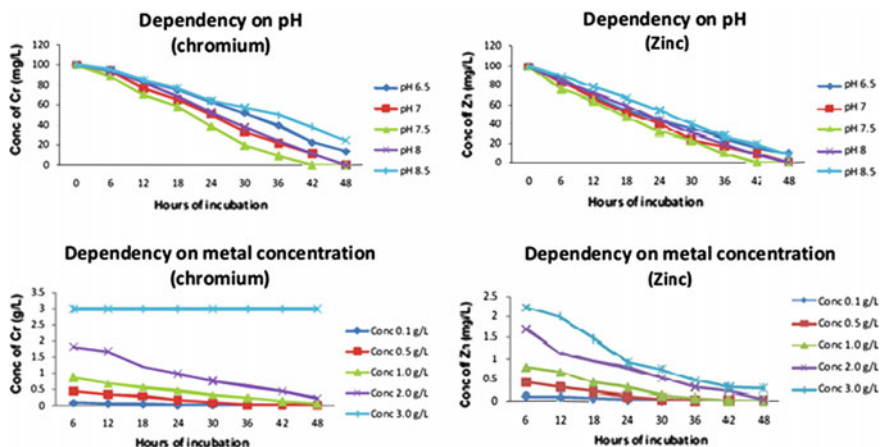 Dependency on pH
(chromium)
Conc of Cr (mg/L)
120
100
80
60
40
20
0
0 6 12 18 24 30 36 42 48
Hours of incubation
pH 6.5
pH 7
pH 7.5
pH 8
pH 8.5
Dependency on pH
(Zinc)
Conc of Zn (mg/L)
120
100
80
60
40
20
0
0 6 12 18 24 30 36 42 48
Hours of incubation
pH 6.5
pH 7
pH 7.5
pH 8
pH 8.5
Dependency on metal concentration
(chromium)
Conc of Cr (g/L)
3.5
3
2.5
2
1.5
1
0.5
0
6 12 18 24 30 36 42 48
Hours of incubation
Conc 0.1 g/L
Conc 0.5 g/L
Conc 1.0 g/L
Conc 2.0 g/L
Conc 3.0 g/L
Dependency on metal concentration
(Zinc)
Conc of Zn (mg/L)
2.5
2
1.5
1
0.5
0
6 12 18 24 30 36 42 48
Hours of incubation
Conc 0.1 g/L
Conc 0.5 g/L
Conc 1.0 g/L
Conc 2.0 g/L
Conc 3.0 g/L